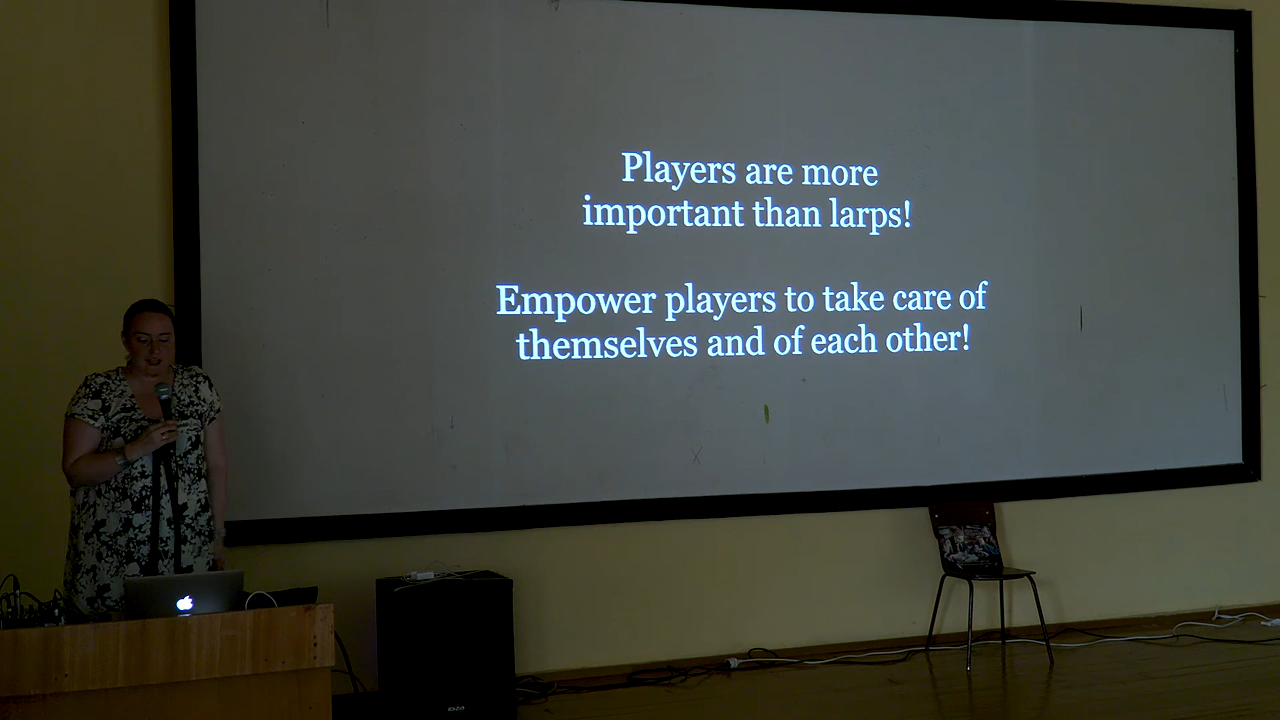 Players are more
important than larps!
Empower players to take care of
themselves and of each other!